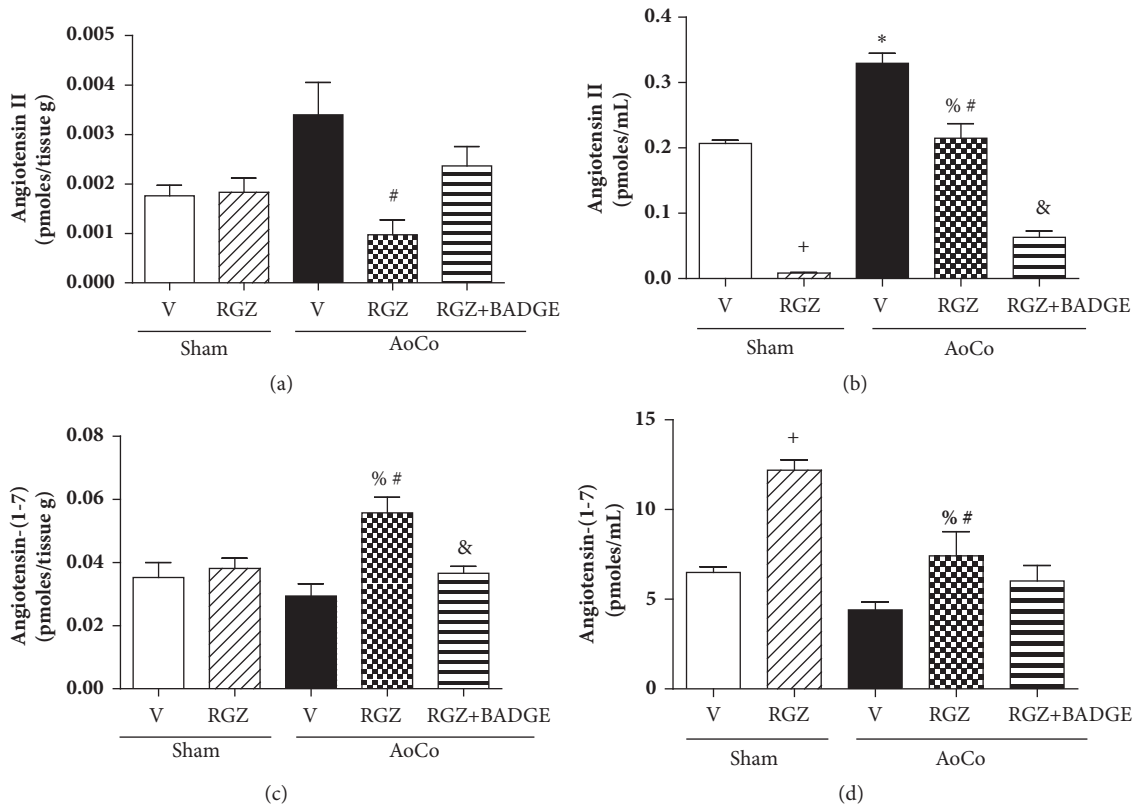 Angiotensin II
(pmoles/tissue g)
0.005
0.004
0.003
0.002
0.001
0.000
#
V RGZ V RGZ RGZ+BADGE
Sham AoCo
(a)
Angiotensin II
(pmoles/mL)
0.4
0.3
0.2
0.1
0.0
*
% #
+
&
V RGZ V RGZ RGZ+BADGE
Sham AoCo
(b)
Angiotensin-(1-7)
(pmoles/tissue g)
0.08
0.06
0.04
0.02
0.00
% #
&
V RGZ V RGZ RGZ+BADGE
Sham AoCo
(c)
Angiotensin-(1-7)
(pmoles/mL)
15
10
5
0
+
% #
V RGZ V RGZ RGZ+BADGE
Sham AoCo
(d)